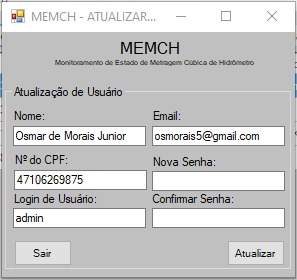 MEMCH - ATUALIZAR...
MEMCH
Monitoramento de Estado de Metragem Cúbica de Hidrômetro
Atualização de Usuário
Nome: Email:
Osmar de Morais Junior osmorais5@gmail.com
Nº do CPF: Nova Senha:
47106269875
Login de Usuário: Confirmar Senha:
admin
Sair Atualizar